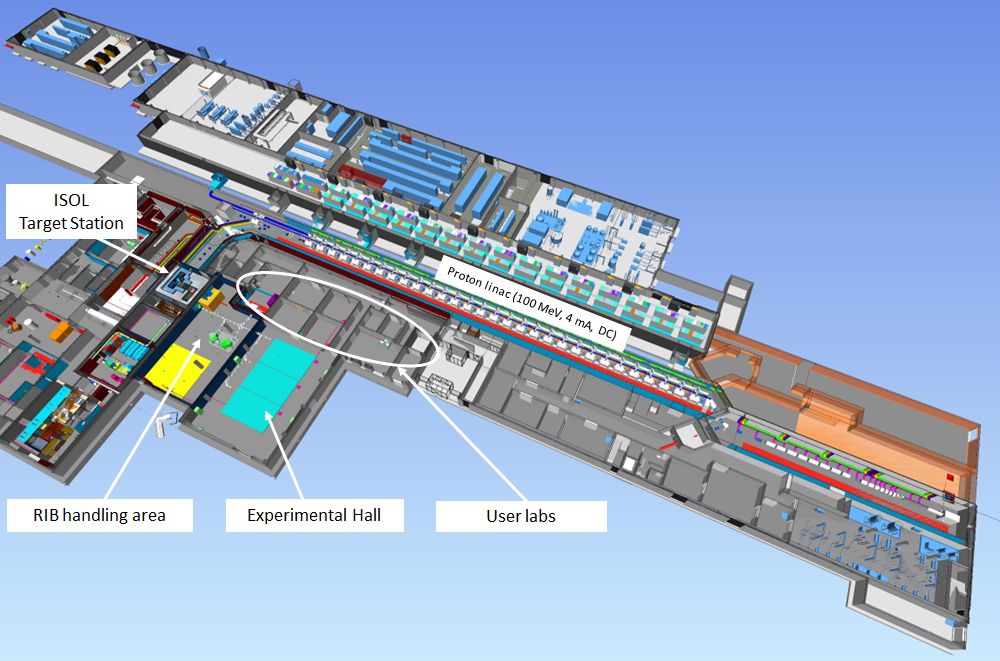 ISOL
Target Station
Proton linac (100 MeV, 4 mA, DC)
RIB handling area
Experimental Hall
User labs